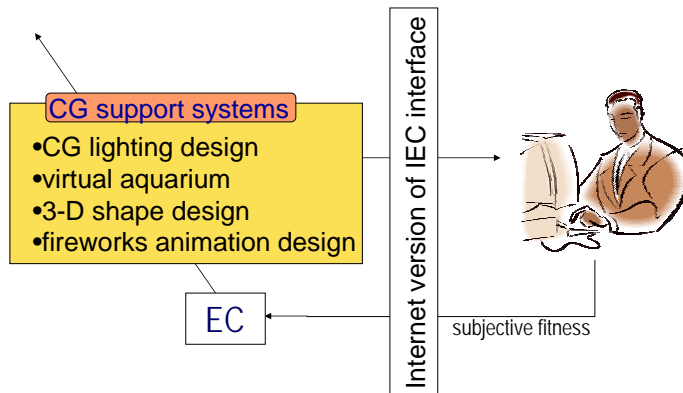 CG support systems
•CG lighting design
•virtual aquarium
•3-D shape design
•fireworks animation design
Internet version of IEC interface
EC
subjective fitness